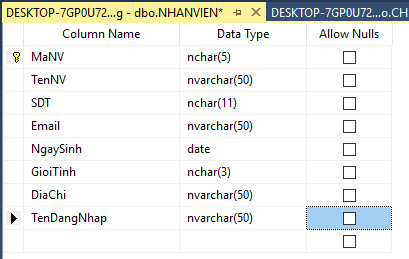 DESKTOP-7GP0U72...g - dbo.NHANVIEN* DESKTOP-7GP0U72...o.CH
Column Name Data Type Allow Nulls
MaNV nchar(5)
TenNV nvarchar(50)
SDT nchar(11)
Email nvarchar(50)
NgaySinh date
GioiTinh nchar(3)
DiaChi nvarchar(50)
TenDangNhap nvarchar(50)